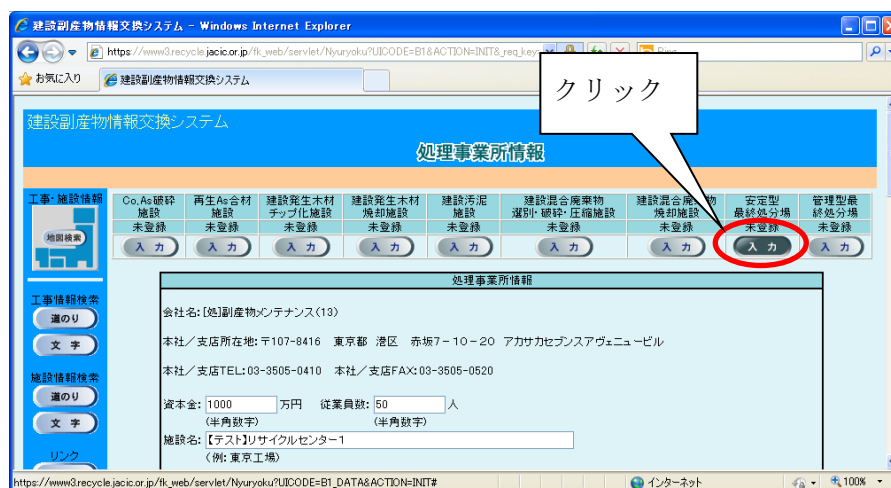 建設副産物情報交換システム - Windows Internet Explorer
https://www3.recycle.jacic.or.jp/fk_web/servlet/Nyuryoku?UICODE=B1&ACTION=INIT&_req_key
Bing
お気に入り
建設副産物情報交換システム
クリック
建設副産物情報交換システム
処理事業所情報
工事・施設情報
地図検索
工事情報検索
道のり
文 字
施設情報検索
道のり
文 字
リンク
Co,As破砕施設 再生As合材施設 建設発生木材チップ化施設 建設発生木材焼却施設 建設汚泥施設 建設混合廃棄物選別・破砕・圧縮施設 建設混合廃物焼却施設 安定型最終処分場 管理型最終処分場
未登録 未登録 未登録 未登録 未登録 未登録 未登録 未登録 未登録
入 力 入 力 入 力 入 力 入 力 入 力 入 力 入 力 入 力
処理事業所情報
会社名:[処]副産物メンテナンス(13)
本社/支店所在地:〒107-8416 東京都 港区 赤坂7-10-20 アカサカセブンスアヴェニュービル
本社/支店TEL:03-3505-0410 本社/支店FAX:03-3505-0520
資本金: 1000 万円 従業員数: 50 人
(半角数字) (半角数字)
施設名: 【テスト】リサイクルセンター1
(例:東京工場)
https://www3.recycle.jacic.or.jp/fk_web/servlet/Nyuryoku?UICODE=B1_DATA&ACTION=INIT#
インターネット
100%